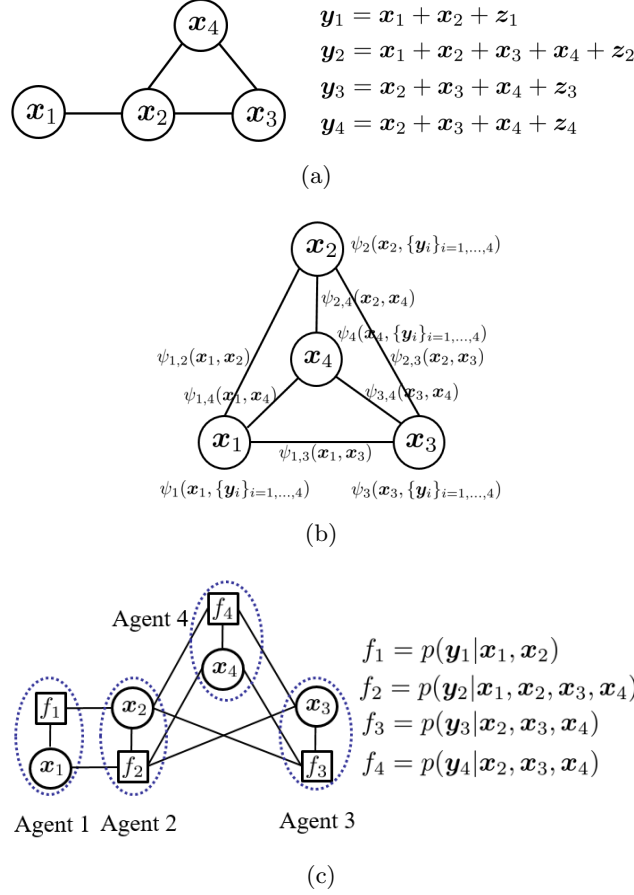 x₄
y₁ = x₁ + x₂ + z₁
y₂ = x₁ + x₂ + x₃ + x₄ + z₂
x₁ x₂ x₃
y₃ = x₂ + x₃ + x₄ + z₃
y₄ = x₂ + x₃ + x₄ + z₄
(a)
x₂ ψ₂(x₂, {yᵢ}ᵢ₌₁,...,₄)
ψ₂,₄(x₂, x₄)
ψ₄(x₄, {yᵢ}ᵢ₌₁,...,₄)
ψ₁,₂(x₁, x₂) x₄ ψ₂,₃(x₂, x₃)
ψ₁,₄(x₁, x₄) ψ₃,₄(x₃, x₄)
x₁ x₃
ψ₁,₃(x₁, x₃)
ψ₁(x₁, {yᵢ}ᵢ₌₁,...,₄) ψ₃(x₃, {yᵢ}ᵢ₌₁,...,₄)
(b)
Agent 4 f₄
x₄
f₁ x₂ x₃
x₁ f₂ f₃
Agent 1 Agent 2 Agent 3
f₁ = p(y₁|x₁, x₂)
f₂ = p(y₂|x₁, x₂, x₃, x₄)
f₃ = p(y₃|x₂, x₃, x₄)
f₄ = p(y₄|x₂, x₃, x₄)
(c)